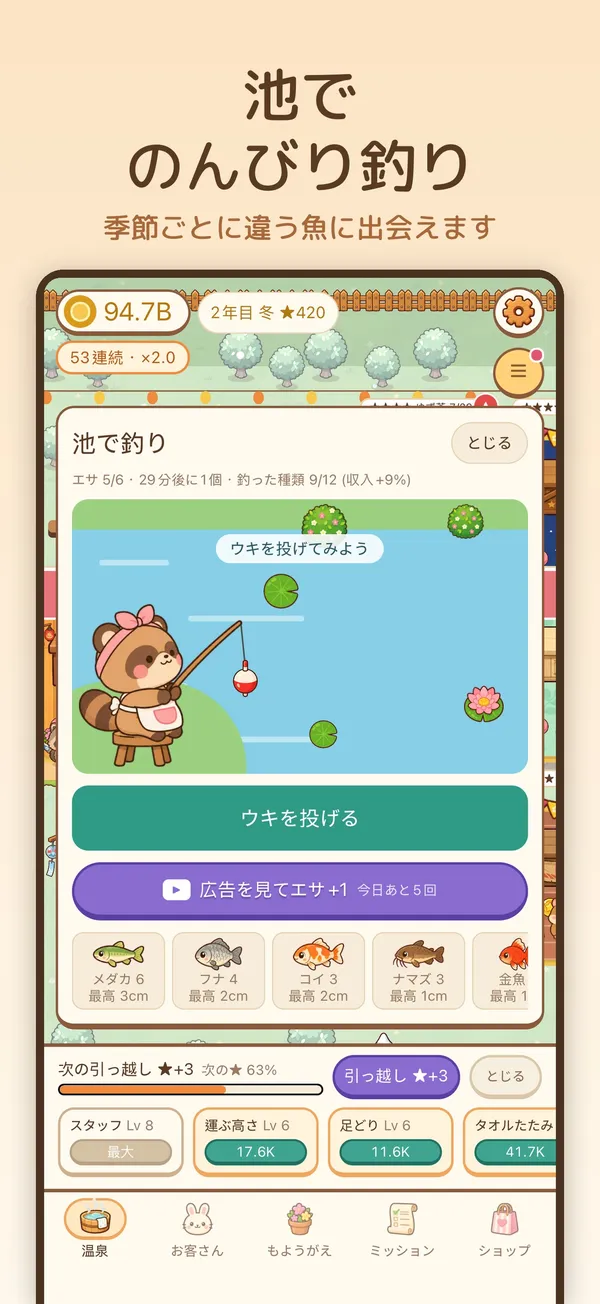 池で
のんびり釣り
季節ごとに違う魚に出会えます
94.7B
2年目 冬 ★420
53連続・×2.0
池で釣り
とじる
エサ 5/6・29分後に1個・釣った種類 9/12 (収入+9%)
ウキを投げてみよう
ウキを投げる
広告を見てエサ+1 今日あと5回
メダカ 6
最高 3cm
フナ 4
最高 2cm
コイ 3
最高 2cm
ナマズ 3
最高 1cm
金魚
最高 1
次の引っ越し ★+3 次の★ 63%
引っ越し ★+3
とじる
スタッフ Lv 8
最大
運ぶ高さ Lv 6
17.6K
足どり Lv 6
11.6K
タオルたたみ
41.7K
温泉
お客さん
もようがえ
ミッション
ショップ